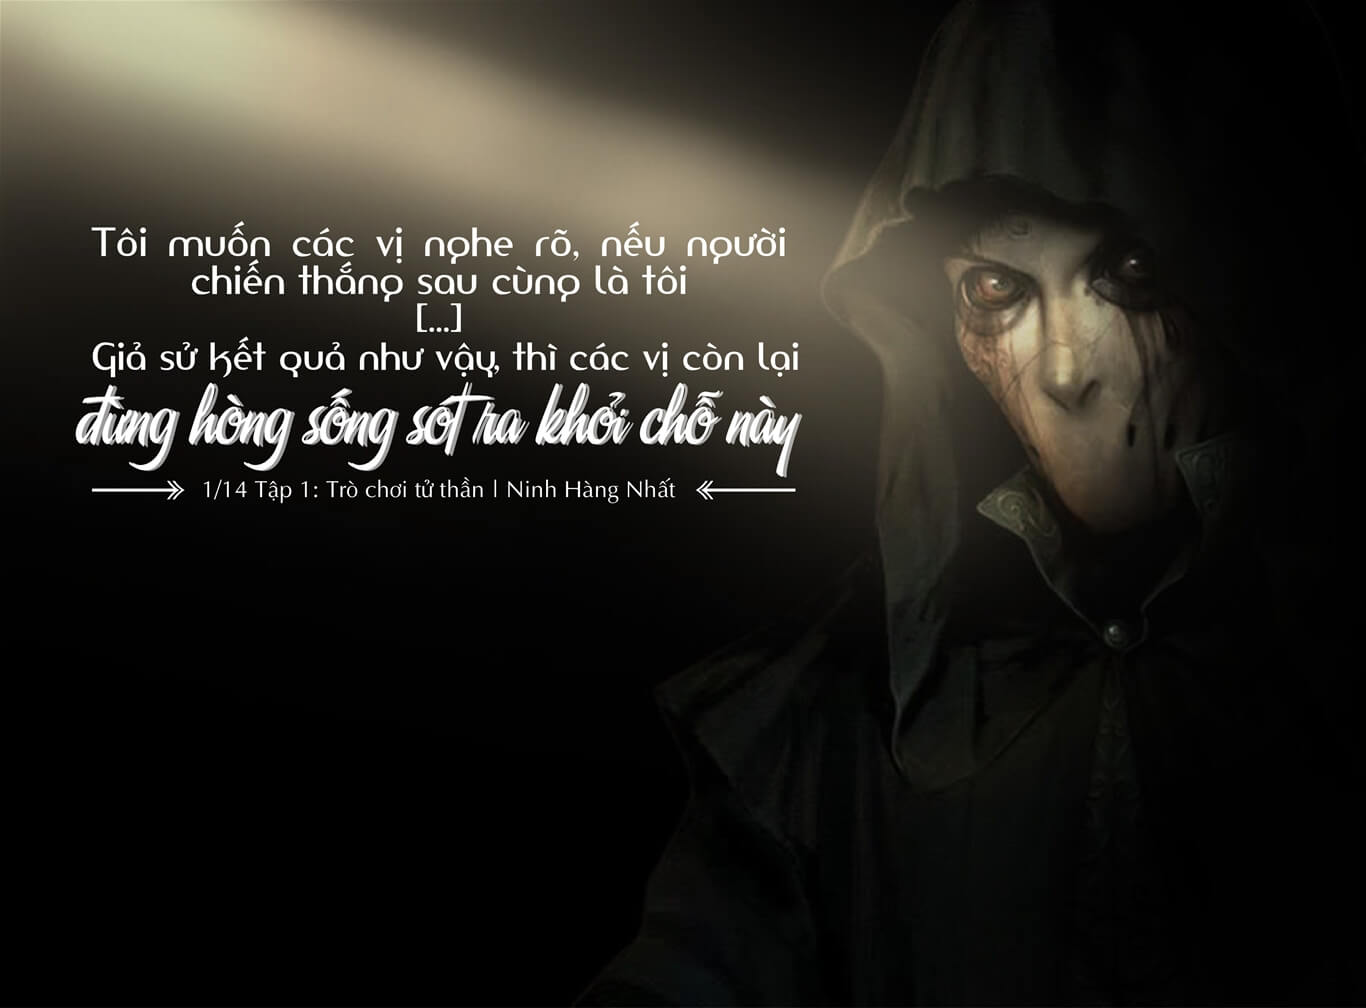 Tôi muốn các vị nghe rõ, nếu người
chiến thắng sau cùng là tôi
[...]
Giả sử kết quả như vậy, thì các vị còn lại
đừng hòng sống sót ra khỏi chỗ này
1/14 Tập 1: Trò chơi tử thần | Ninh Hàng Nhất